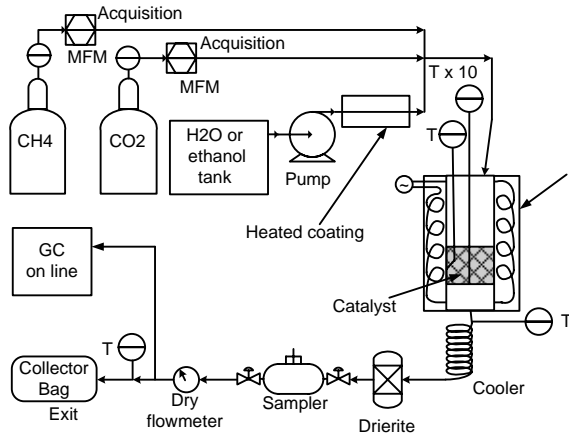 Acquisition
MFM
Acquisition
MFM
T x 10
CH4
CO2
H2O or
ethanol
tank
Pump
T
Heated coating
~
GC
on line
Catalyst
T
T
Collector
Bag
Exit
Dry
flowmeter
Sampler
Drierite
Cooler